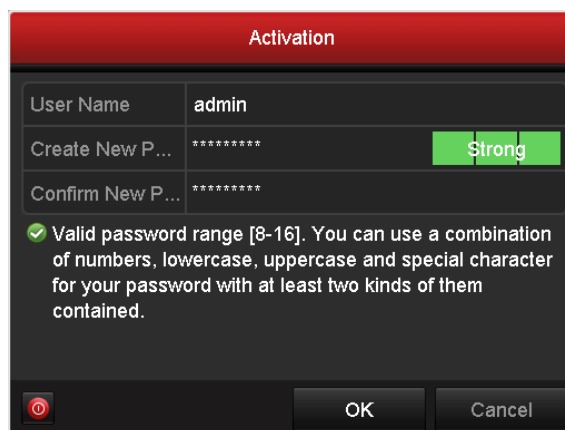 Activation
User Name admin
Create New P... ********* Strong
Confirm New P... *********
Valid password range [8-16]. You can use a combination
of numbers, lowercase, uppercase and special character
for your password with at least two kinds of them
contained.
OK Cancel